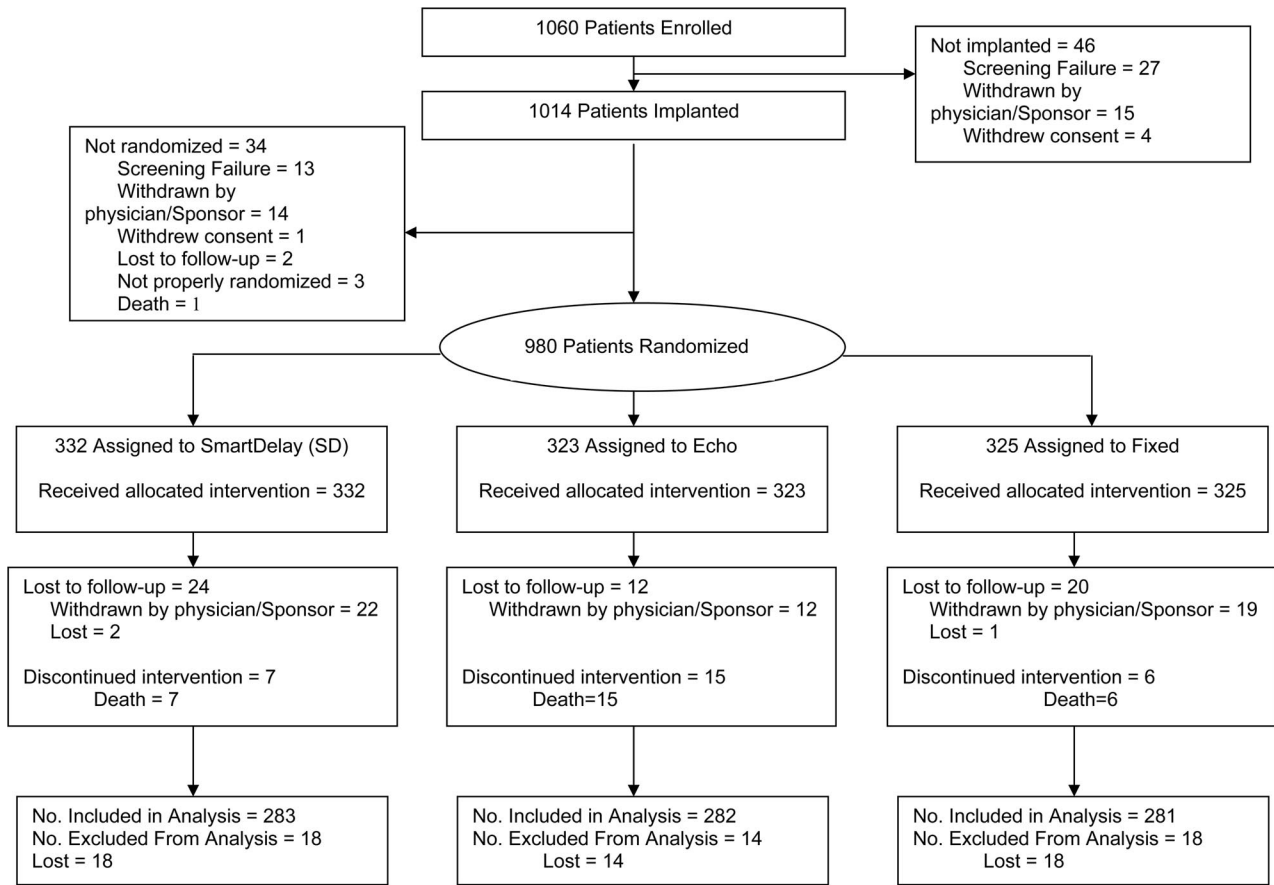 1060 Patients Enrolled
Not implanted = 46
Screening Failure = 27
Withdrawn by
physician/Sponsor = 15
Withdrew consent = 4
1014 Patients Implanted
Not randomized = 34
Screening Failure = 13
Withdrawn by
physician/Sponsor = 14
Withdrew consent = 1
Lost to follow-up = 2
Not properly randomized = 3
Death = 1
980 Patients Randomized
332 Assigned to SmartDelay (SD)
Received allocated intervention = 332
323 Assigned to Echo
Received allocated intervention = 323
325 Assigned to Fixed
Received allocated intervention = 325
Lost to follow-up = 24
Withdrawn by physician/Sponsor = 22
Lost = 2
Discontinued intervention = 7
Death = 7
Lost to follow-up = 12
Withdrawn by physician/Sponsor = 12
Discontinued intervention = 15
Death=15
Lost to follow-up = 20
Withdrawn by physician/Sponsor = 19
Lost = 1
Discontinued intervention = 6
Death=6
No. Included in Analysis = 283
No. Excluded From Analysis = 18
Lost = 18
No. Included in Analysis = 282
No. Excluded From Analysis = 14
Lost = 14
No. Included in Analysis = 281
No. Excluded From Analysis = 18
Lost = 18